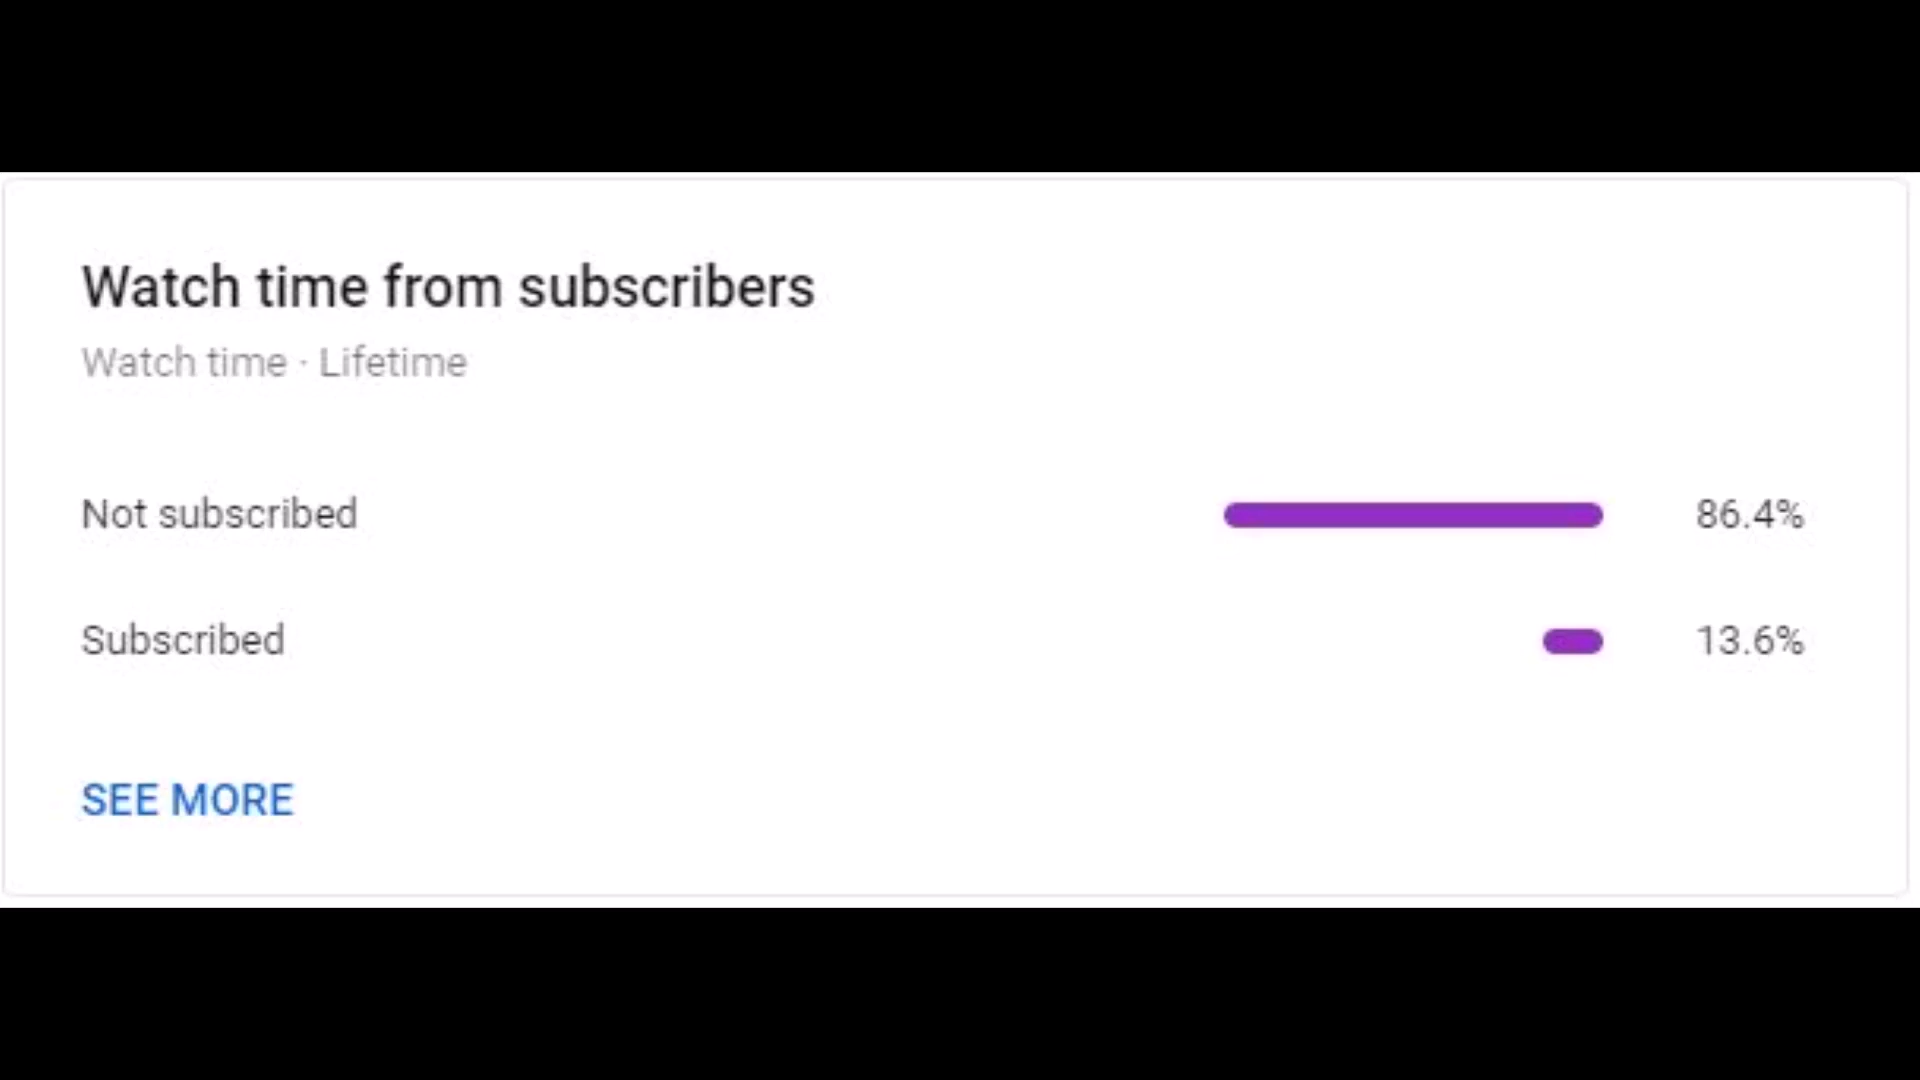 Watch time from subscribers
Watch time · Lifetime
Not subscribed 86.4%
Subscribed 13.6%
SEE MORE